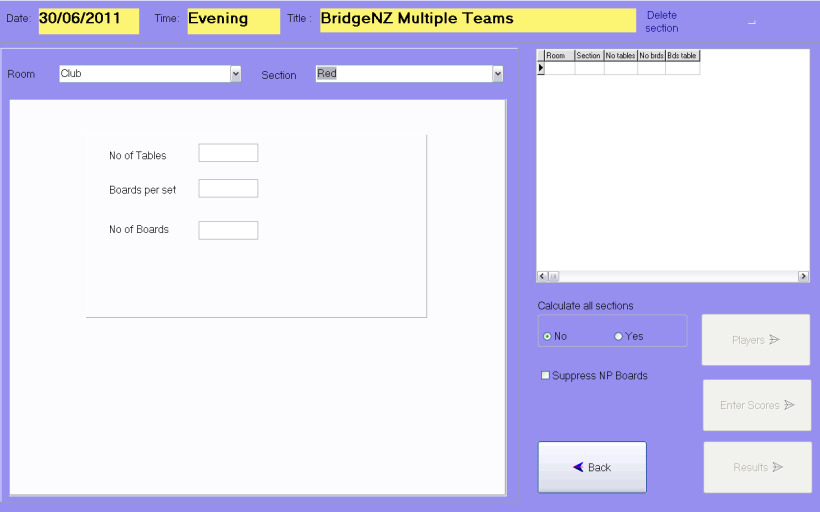 Date: 30/06/2011 Time: Evening Title : BridgeNZ Multiple Teams Delete section
Room Club Section Red
Room Section No tables No brds Bds table
No of Tables
Boards per set
No of Boards
Calculate all sections
No Yes
Players
Suppress NP Boards
Enter Scores
Back
Results